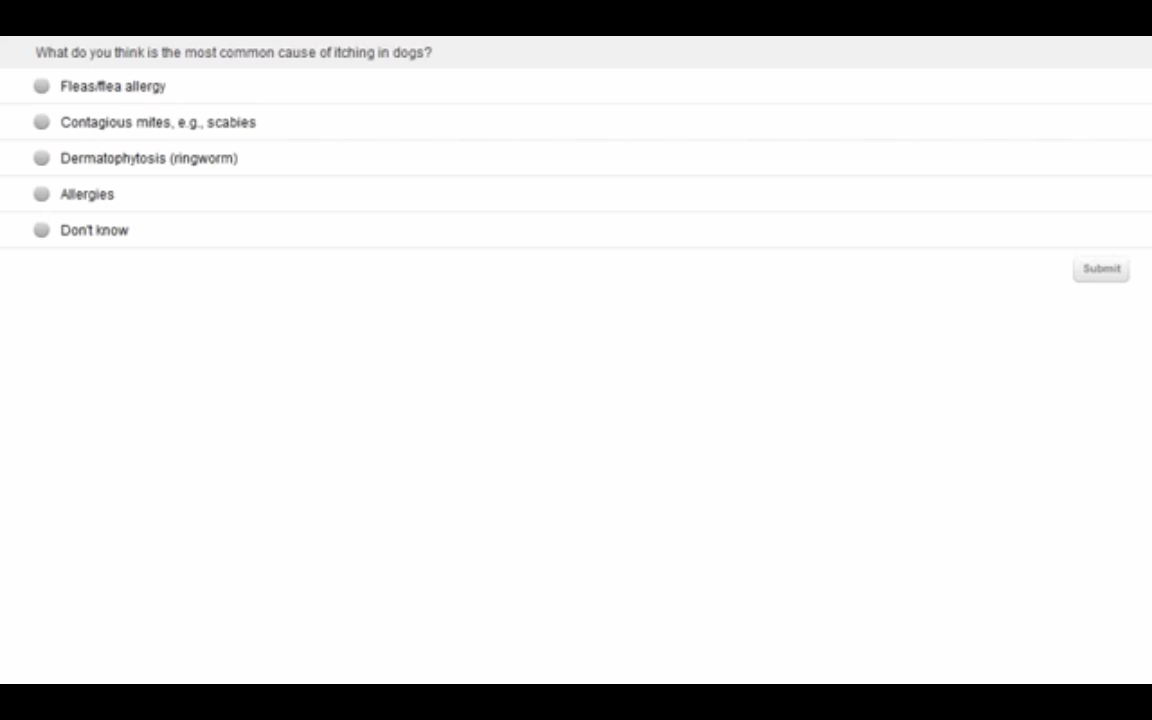 What do you think is the most common cause of itching in dogs?
Fleas/flea allergy
Contagious mites, e.g., scabies
Dermatophytosis (ringworm)
Allergies
Don't know
Submit